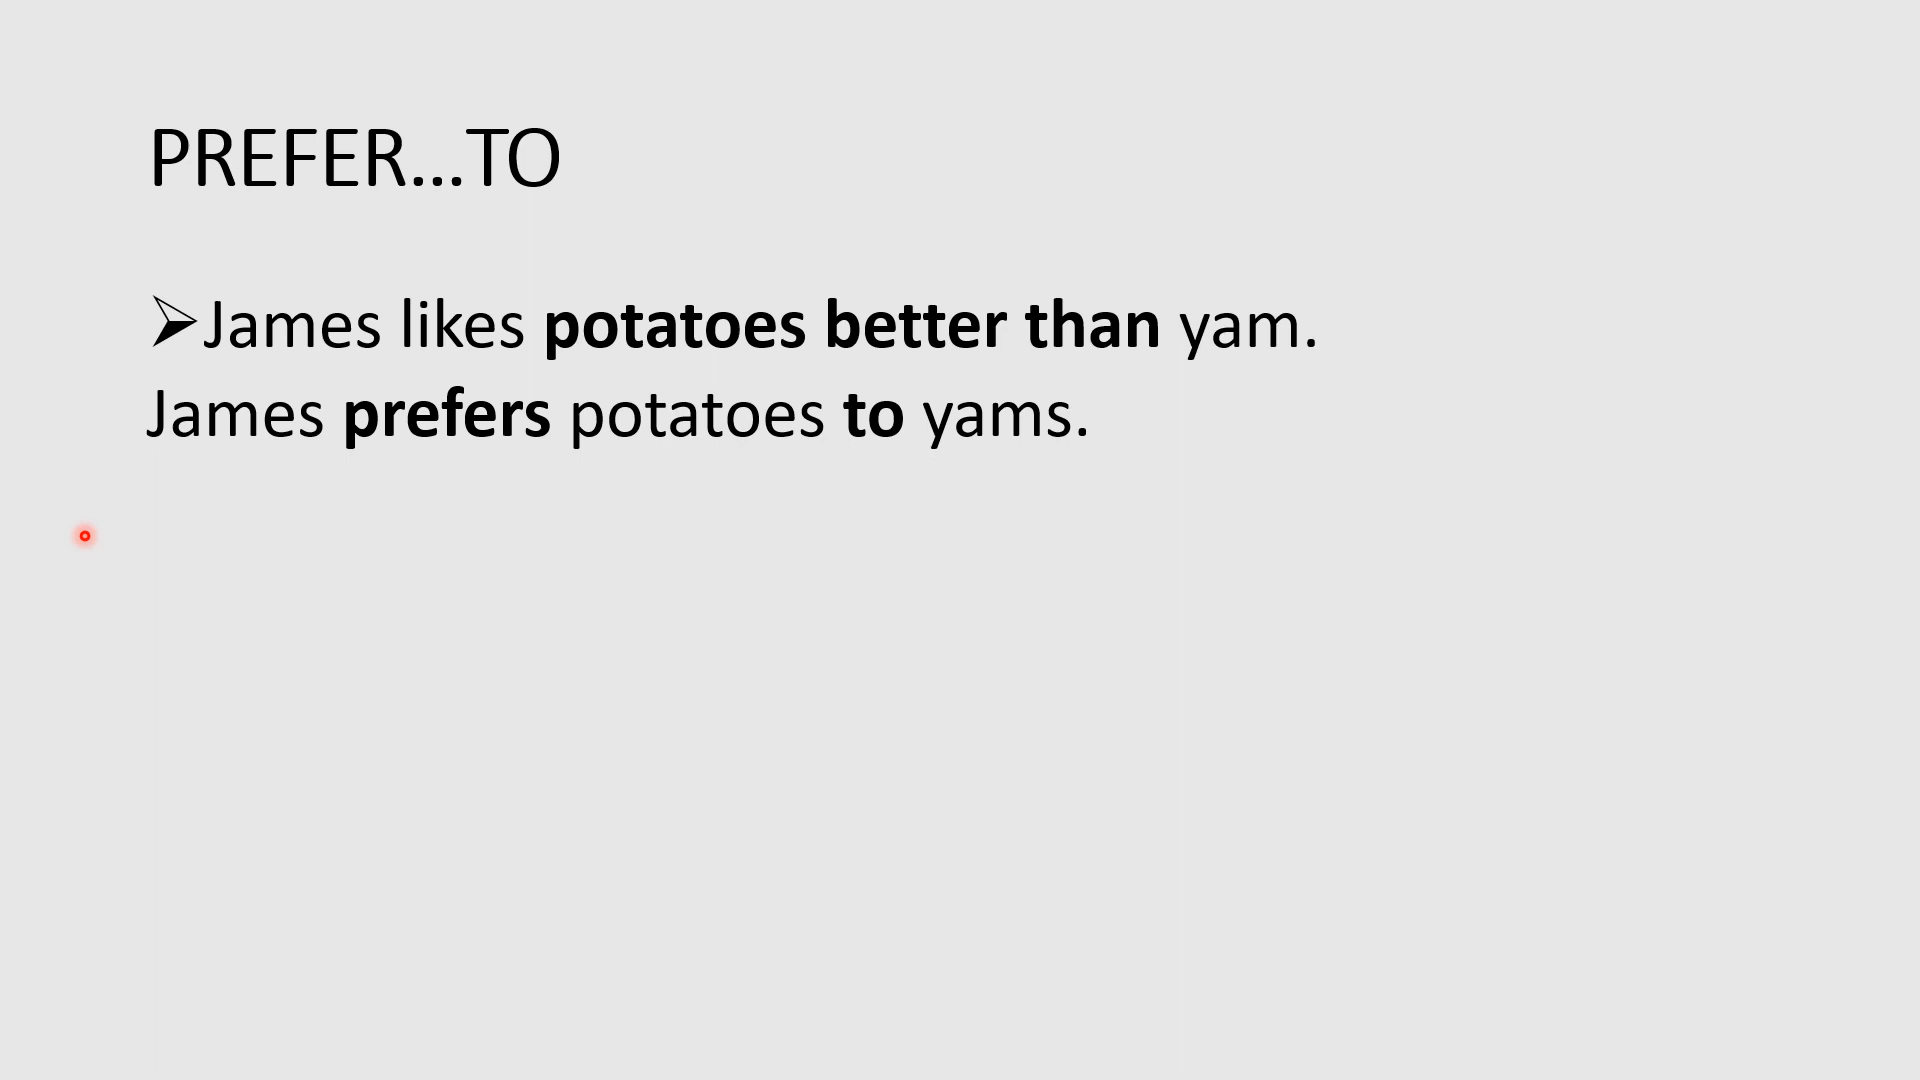 PREFER...TO
➢James likes potatoes better than yam.
James prefers potatoes to yams.